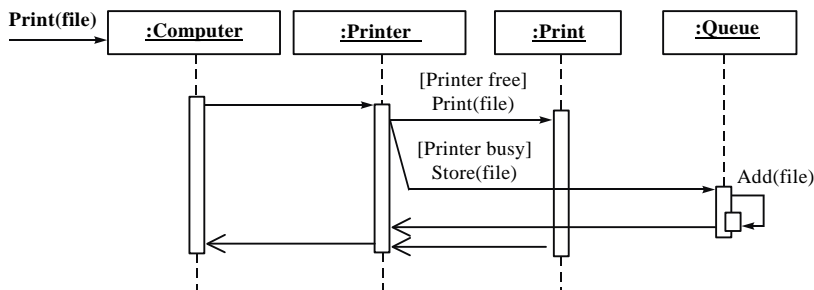 Print(file)
:Computer
:Printer
:Print
:Queue
[Printer free]
Print(file)
[Printer busy]
Store(file)
Add(file)